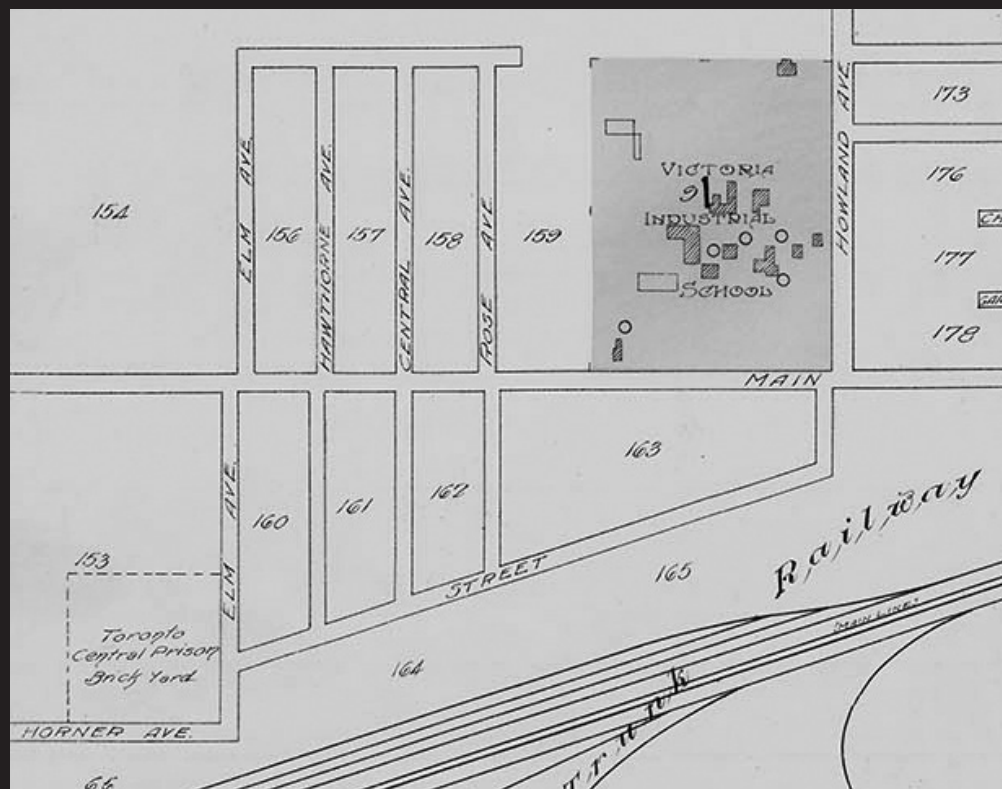 173
HOWLAND AVE.
VICTORIA
91
INDUSTRIAL
SCHOOL
176
177
178
154
ELM AVE.
156
HAWTHORNE AVE.
157
CENTRAL AVE.
158
ROSE AVE.
159
MAIN
163
160
161
162
STREET
ELM AVE.
153
Toronto
Central Prison
Brick Yard
HORNER AVE.
164
165
Railway
(MAIN LINE)
Trunk